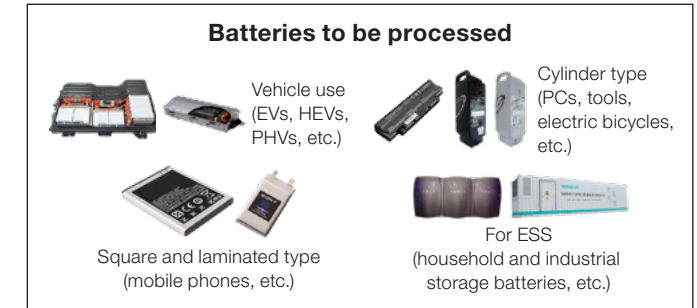 Batteries to be processed
Vehicle use
(EVs, HEVs,
PHVs, etc.)
Cylinder type
(PCs, tools,
electric bicycles,
etc.)
Square and laminated type
(mobile phones, etc.)
For ESS
(household and industrial
storage batteries, etc.)